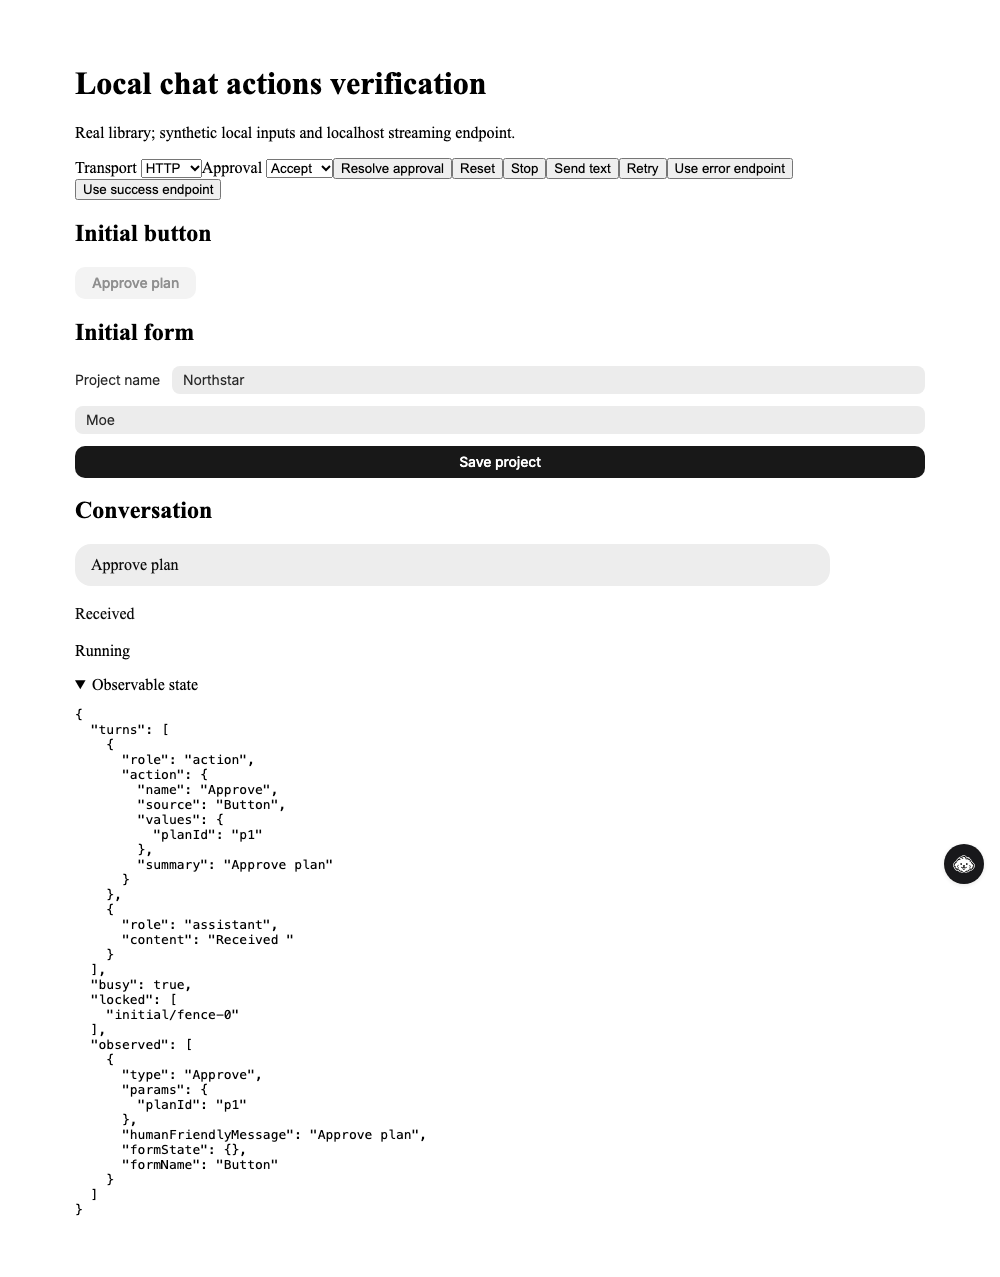 Local chat actions verification
Real library; synthetic local inputs and localhost streaming endpoint.
Transport HTTP Approval Accept Resolve approval Reset Stop Send text Retry Use error endpoint
Use success endpoint
Initial button
Approve plan
Initial form
Project name Northstar
Moe
Save project
Conversation
Approve plan
Received
Running
▼ Observable state
{
  "turns": [
    {
      "role": "action",
      "action": {
        "name": "Approve",
        "source": "Button",
        "values": {
          "planId": "p1"
        },
        "summary": "Approve plan"
      }
    },
    {
      "role": "assistant",
      "content": "Received "
    }
  ],
  "busy": true,
  "locked": [
    "initial/fence-0"
  ],
  "observed": [
    {
      "type": "Approve",
      "params": {
        "planId": "p1"
      },
      "humanFriendlyMessage": "Approve plan",
      "formState": {},
      "formName": "Button"
    }
  ]
}